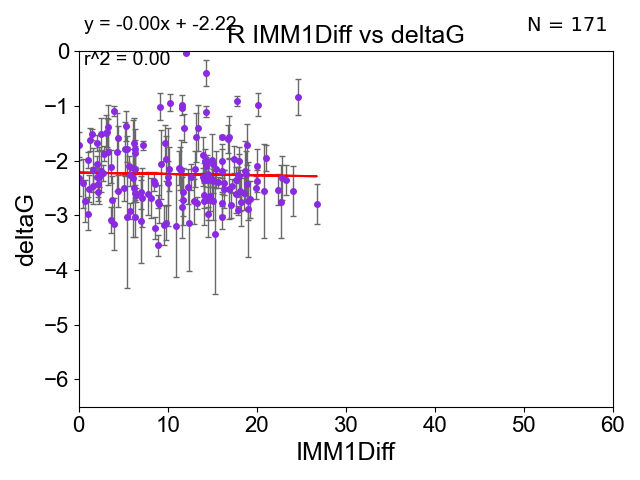 y = -0.00x + -2.22
N = 171
R IMM1Diff vs deltaG
r^2 = 0.00
0
−1
−2
−3
−4
−5
−6
deltaG
0 10 20 30 40 50 60
IMM1Diff